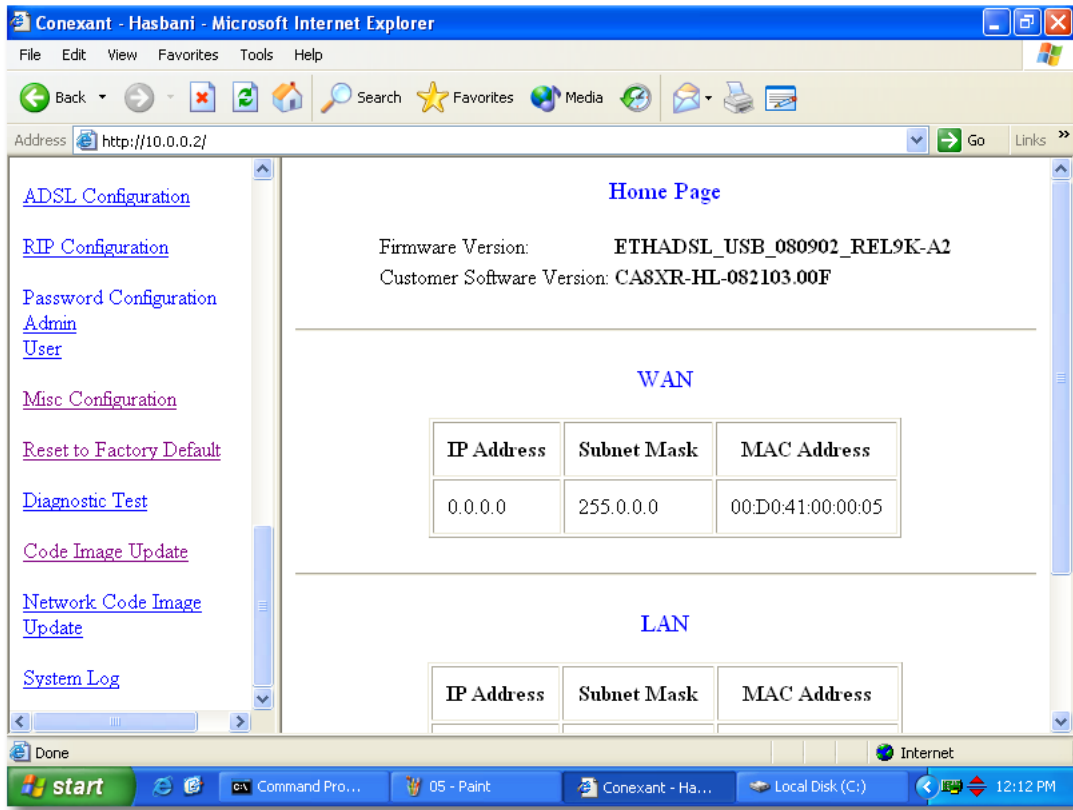 Conexant - Hasbani - Microsoft Internet Explorer
File Edit View Favorites Tools Help
Back Search Favorites Media
Address http://10.0.0.2/ Go Links »
ADSL Configuration
RIP Configuration
Password Configuration
Admin
User
Misc Configuration
Reset to Factory Default
Diagnostic Test
Code Image Update
Network Code Image
Update
System Log
Home Page
Firmware Version: ETHADSL_USB_080902_REL9K-A2
Customer Software Version: CA8XR-HL-082103.00F
WAN
IP Address Subnet Mask MAC Address
0.0.0.0 255.0.0.0 00:D0:41:00:00:05
LAN
IP Address Subnet Mask MAC Address
Done Internet
start Command Pro... 05 - Paint Conexant - Ha... Local Disk (C:) 12:12 PM